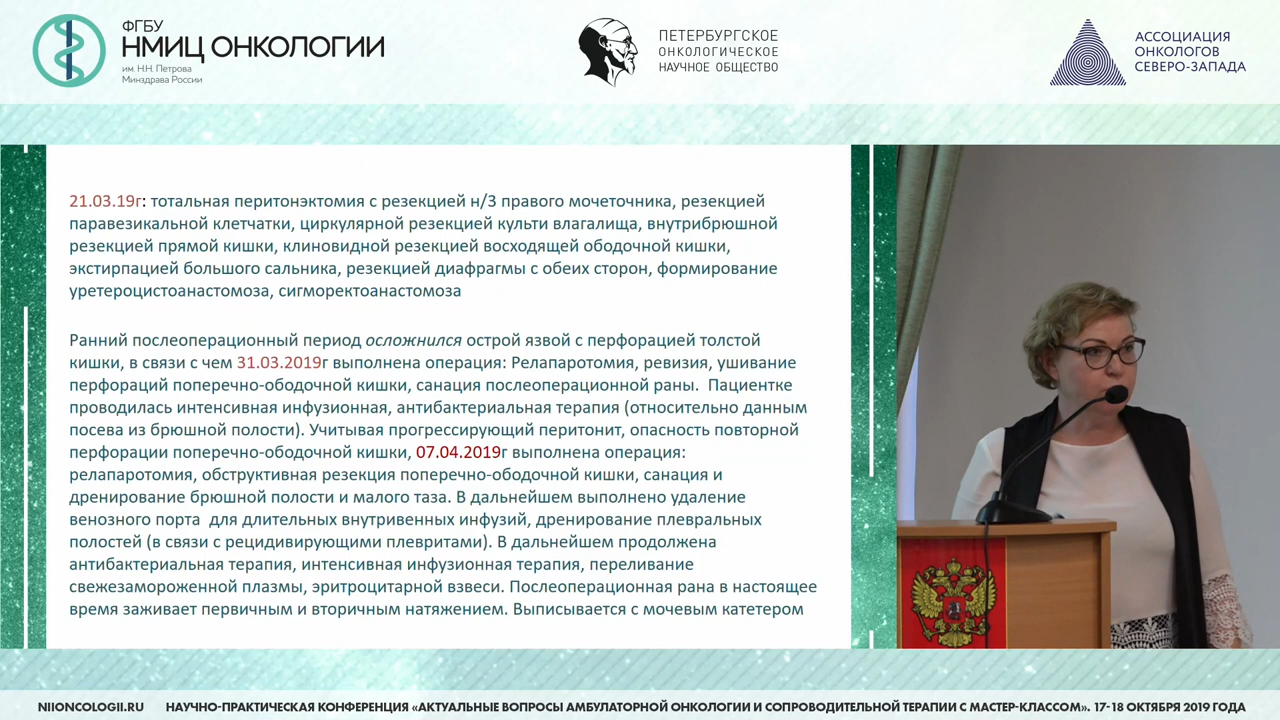 ФГБУ
НМИЦ ОНКОЛОГИИ
им. Н.Н. Петрова
Минздрава России
ПЕТЕРБУРГСКОЕ
ОНКОЛОГИЧЕСКОЕ
НАУЧНОЕ ОБЩЕСТВО
АССОЦИАЦИЯ
ОНКОЛОГОВ
СЕВЕРО-ЗАПАДА
21.03.19г: тотальная перитонэктомия с резекцией н/3 правого мочеточника, резекцией
паравезикальной клетчатки, циркулярной резекцией культи влагалища, внутрибрюшной
резекцией прямой кишки, клиновидной резекцией восходящей ободочной кишки,
экстирпацией большого сальника, резекцией диафрагмы с обеих сторон, формирование
уретероцистоанастомоза, сигморектоанастомоза
Ранний послеоперационный период осложнился острой язвой с перфорацией толстой
кишки, в связи с чем 31.03.2019г выполнена операция: Релапаротомия, ревизия, ушивание
перфораций поперечно-ободочной кишки, санация послеоперационной раны. Пациентке
проводилась интенсивная инфузионная, антибактериальная терапия (относительно данным
посева из брюшной полости). Учитывая прогрессирующий перитонит, опасность повторной
перфорации поперечно-ободочной кишки, 07.04.2019г выполнена операция:
релапаротомия, обструктивная резекция поперечно-ободочной кишки, санация и
дренирование брюшной полости и малого таза. В дальнейшем выполнено удаление
венозного порта для длительных внутривенных инфузий, дренирование плевральных
полостей (в связи с рецидивирующими плевритами). В дальнейшем продолжена
антибактериальная терапия, интенсивная инфузионная терапия, переливание
свежезамороженной плазмы, эритроцитарной взвеси. Послеоперационная рана в настоящее
время заживает первичным и вторичным натяжением. Выписывается с мочевым катетером
NIIONCOLOGII.RU НАУЧНО-ПРАКТИЧЕСКАЯ КОНФЕРЕНЦИЯ «АКТУАЛЬНЫЕ ВОПРОСЫ АМБУЛАТОРНОЙ ОНКОЛОГИИ И СОПРОВОДИТЕЛЬНОЙ ТЕРАПИИ С МАСТЕР-КЛАССОМ». 17-18 ОКТЯБРЯ 2019 ГОДА